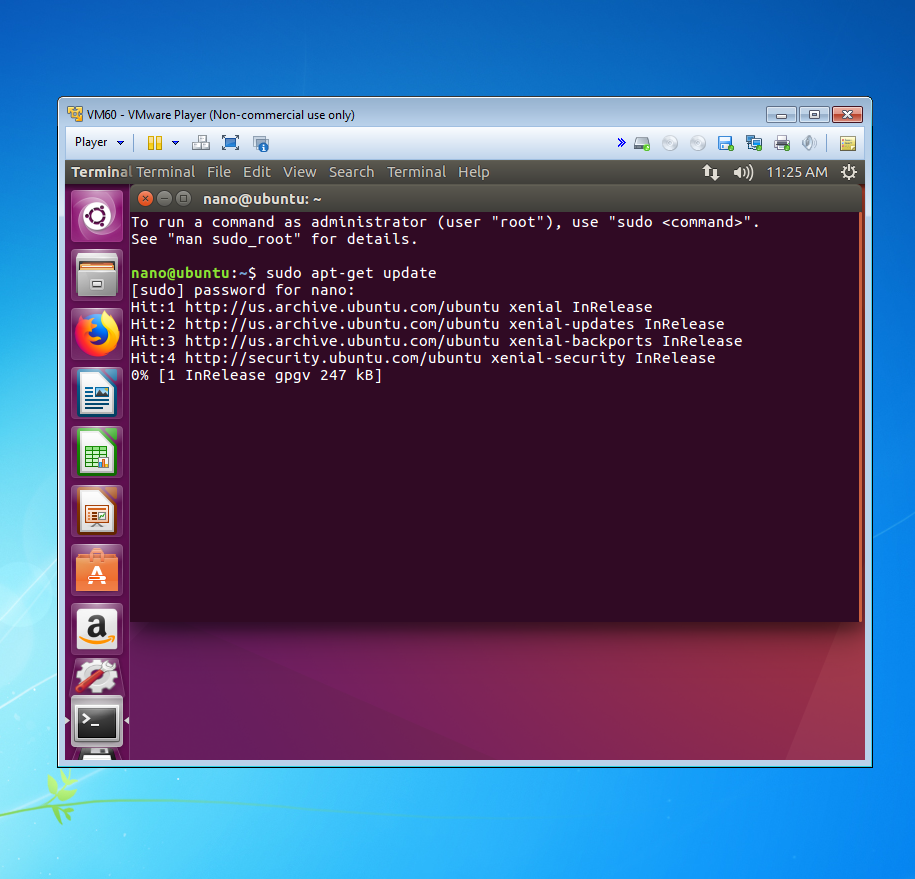 VM60 - VMware Player (Non-commercial use only)
Player
Terminal Terminal File Edit View Search Terminal Help 11:25 AM
nano@ubuntu: ~
To run a command as administrator (user "root"), use "sudo <command>".
See "man sudo_root" for details.
nano@ubuntu:~$ sudo apt-get update
[sudo] password for nano:
Hit:1 http://us.archive.ubuntu.com/ubuntu xenial InRelease
Hit:2 http://us.archive.ubuntu.com/ubuntu xenial-updates InRelease
Hit:3 http://us.archive.ubuntu.com/ubuntu xenial-backports InRelease
Hit:4 http://security.ubuntu.com/ubuntu xenial-security InRelease
0% [1 InRelease gpgv 247 kB]
A
a
>_